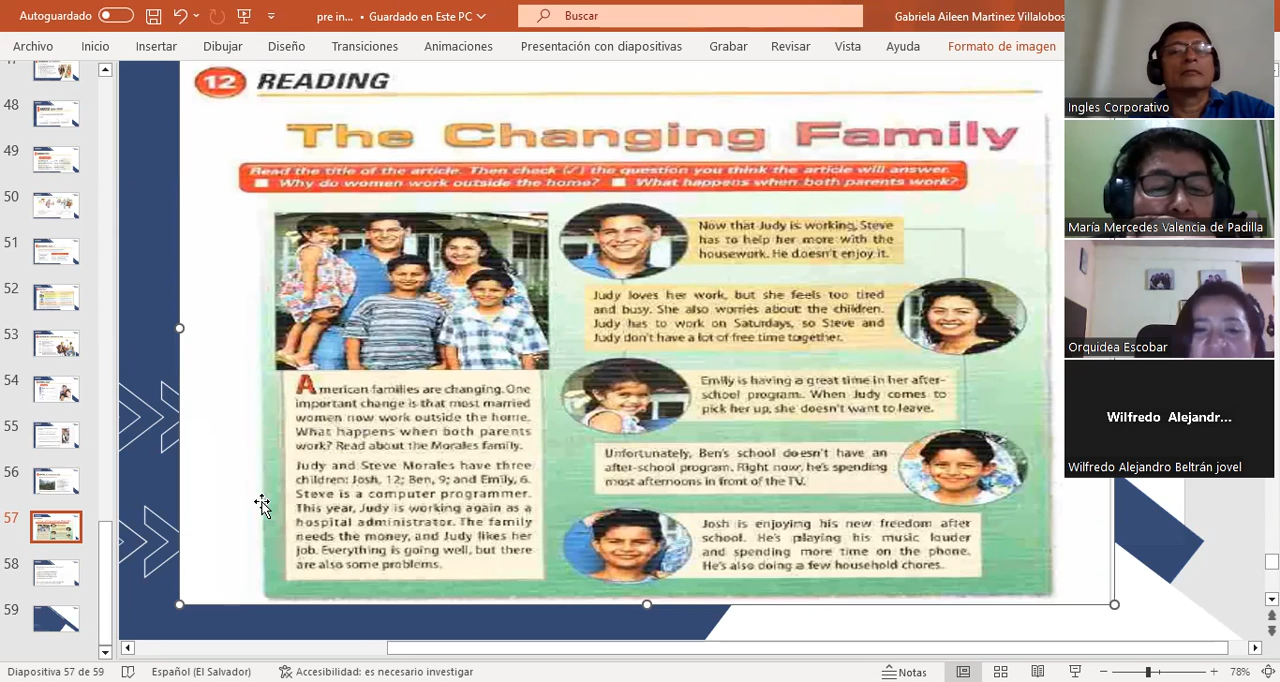 Autoguardado
pre in... • Guardado en Este PC
Buscar
Gabriela Aileen Martinez Villalobos
Archivo Inicio Insertar Dibujar Diseño Transiciones Animaciones Presentación con diapositivas Grabar Revisar Vista Ayuda Formato de imagen
48
49
50
51
52
53
54
55
56
57
58
59
12 READING
The Changing Family
Read the title of the article. Then check (✓) the question you think the article will answer.
Why do women work outside the home? What happens when both parents work?
American families are changing. One
important change is that most married
women now work outside the home.
What happens when both parents
work? Read about the Morales family.
Judy and Steve Morales have three
children: Josh, 12; Ben, 9; and Emily, 6.
Steve is a computer programmer.
This year, Judy is working again as a
hospital administrator. The family
needs the money, and Judy likes her
job. Everything is going well, but there
are also some problems.
Now that Judy is working, Steve
has to help her more with the
housework. He doesn't enjoy it.
Judy loves her work, but she feels too tired
and busy. She also worries about the children.
Judy has to work on Saturdays, so Steve and
Judy don't have a lot of free time together.
Emily is having a great time in her after-
school program. When Judy comes to
pick her up, she doesn't want to leave.
Unfortunately, Ben's school doesn't have an
after-school program. Right now, he's spending
most afternoons in front of the TV.
Josh is enjoying his new freedom after
school. He's playing his music louder
and spending more time on the phone.
He's also doing a few household chores.
Ingles Corporativo
María Mercedes Valencia de Padilla
Orquidea Escobar
Wilfredo Alejandr...
Wilfredo Alejandro Beltrán jovel
Diapositiva 57 de 59
Español (El Salvador)
Accesibilidad: es necesario investigar
Notas
78%